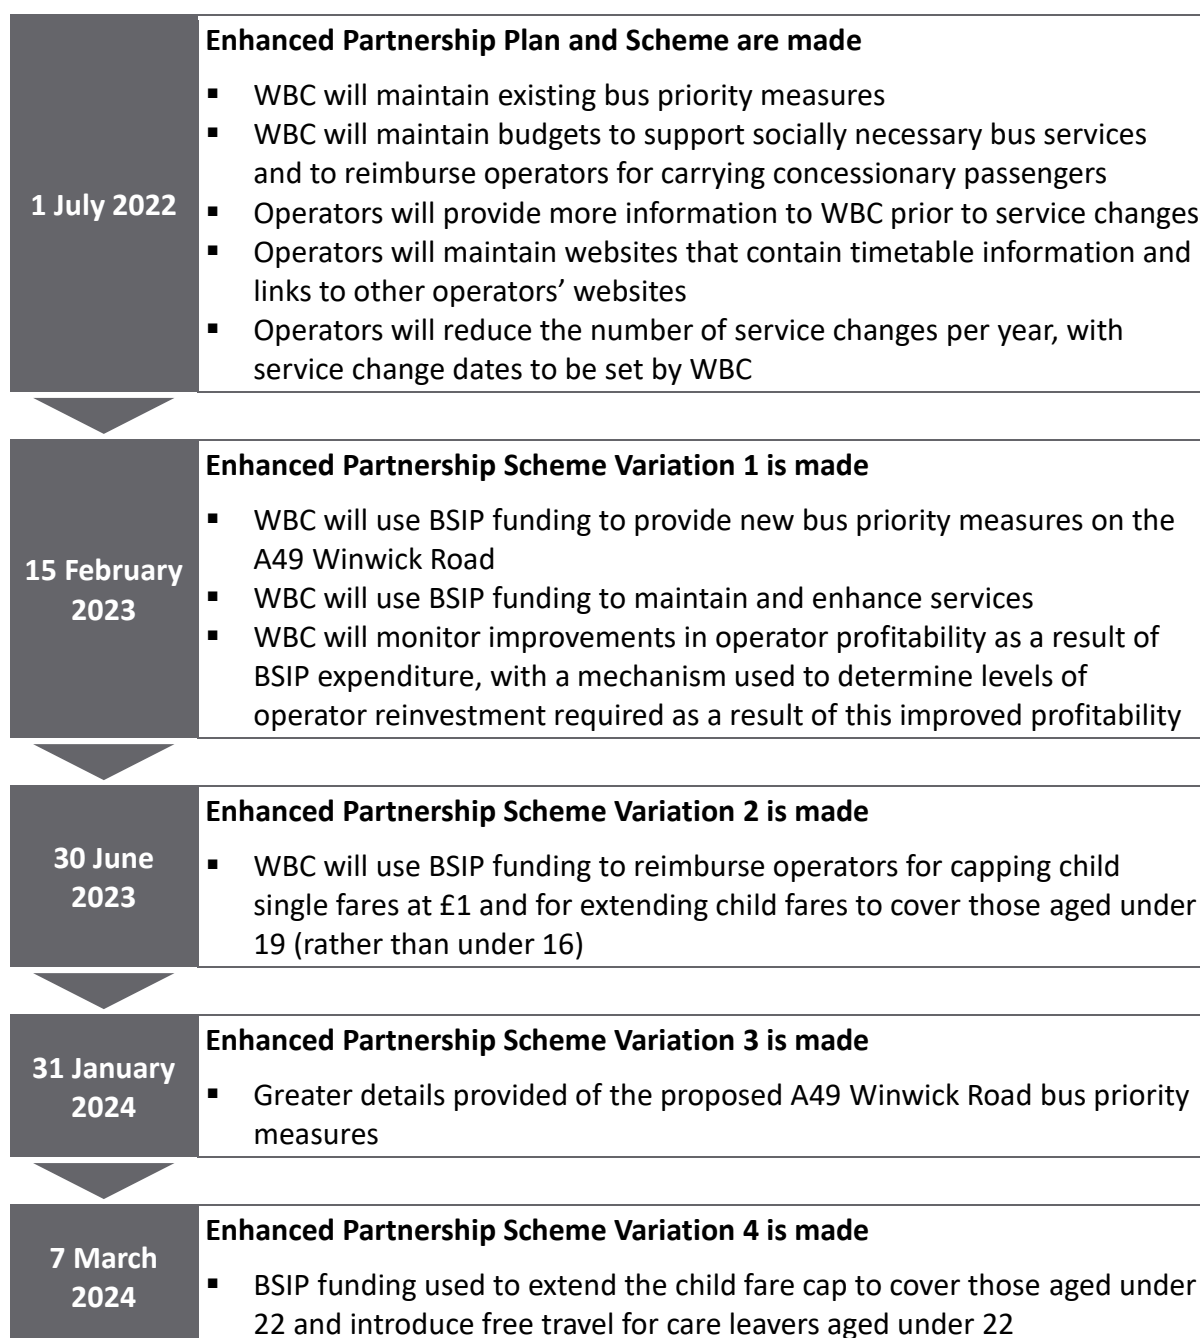 Enhanced Partnership Plan and Scheme are made
1 July 2022
▪ WBC will maintain existing bus priority measures
▪ WBC will maintain budgets to support socially necessary bus services
and to reimburse operators for carrying concessionary passengers
▪ Operators will provide more information to WBC prior to service changes
▪ Operators will maintain websites that contain timetable information and
links to other operators’ websites
▪ Operators will reduce the number of service changes per year, with
service change dates to be set by WBC
15 February
2023
Enhanced Partnership Scheme Variation 1 is made
▪ WBC will use BSIP funding to provide new bus priority measures on the
A49 Winwick Road
▪ WBC will use BSIP funding to maintain and enhance services
▪ WBC will monitor improvements in operator profitability as a result of
BSIP expenditure, with a mechanism used to determine levels of
operator reinvestment required as a result of this improved profitability
30 June
2023
Enhanced Partnership Scheme Variation 2 is made
▪ WBC will use BSIP funding to reimburse operators for capping child
single fares at £1 and for extending child fares to cover those aged under
19 (rather than under 16)
31 January
2024
Enhanced Partnership Scheme Variation 3 is made
▪ Greater details provided of the proposed A49 Winwick Road bus priority
measures
7 March
2024
Enhanced Partnership Scheme Variation 4 is made
▪ BSIP funding used to extend the child fare cap to cover those aged under
22 and introduce free travel for care leavers aged under 22